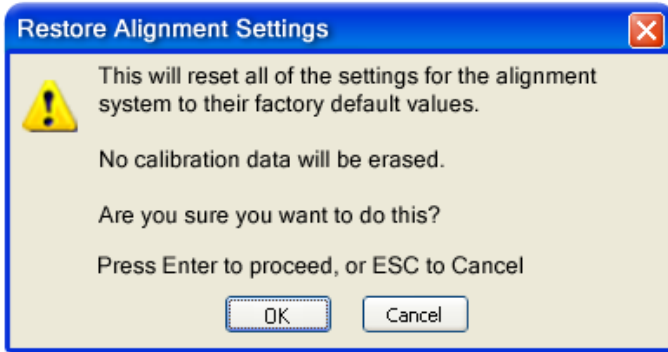 Restore Alignment Settings
This will reset all of the settings for the alignment
system to their factory default values.
No calibration data will be erased.
Are you sure you want to do this?
Press Enter to proceed, or ESC to Cancel
OK
Cancel